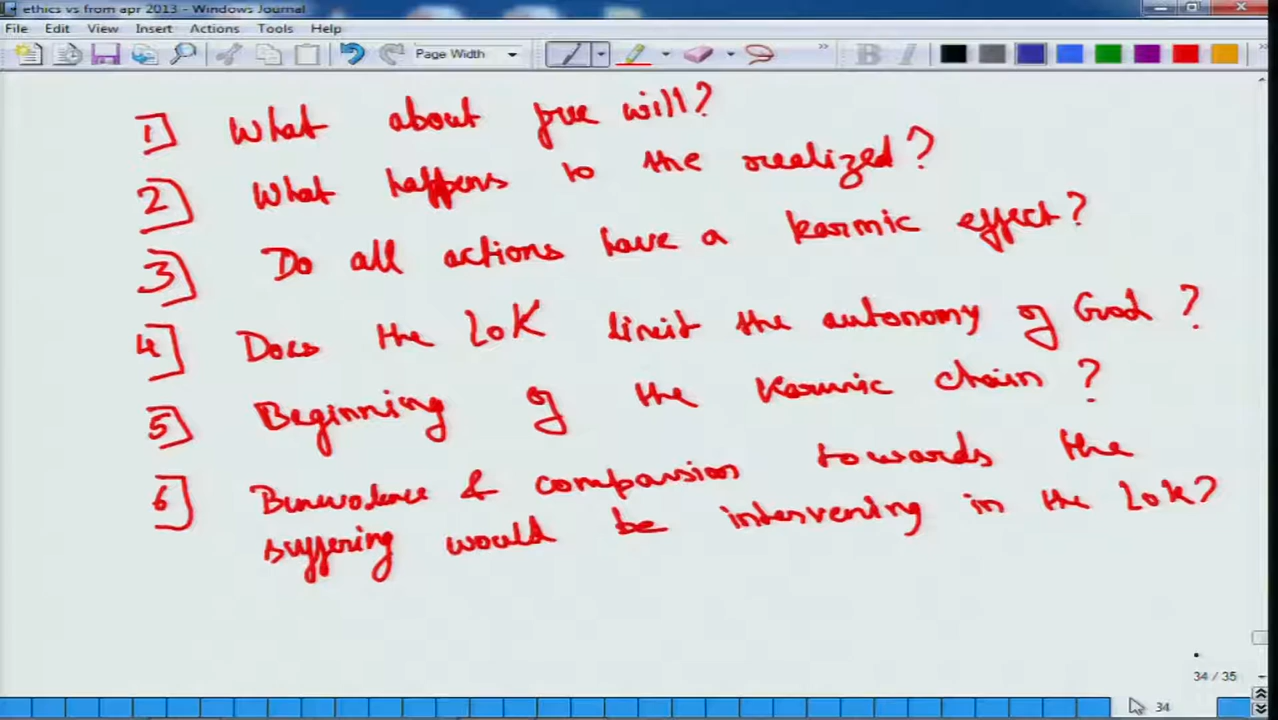 ethics vs from apr 2013 - Windows Journal
File Edit View Insert Actions Tools Help
Page Width
1] What about free will?
2] What happens to the realized?
3] Do all actions have a karmic effect?
4] Does the LoK limit the autonomy of God?
5] Beginning of the Karmic chain?
6] Benevolence & compassion towards the
suffering would be intervening in the LoK?
34 / 35
34